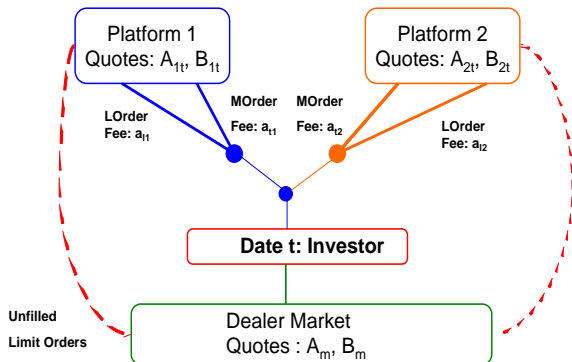 Platform 1
Quotes: A1t, B1t
Platform 2
Quotes: A2t, B2t
LOrder
Fee: al1
MOrder
Fee: at1
MOrder
Fee: at2
LOrder
Fee: al2
Date t: Investor
Unfilled
Limit Orders
Dealer Market
Quotes : Am, Bm